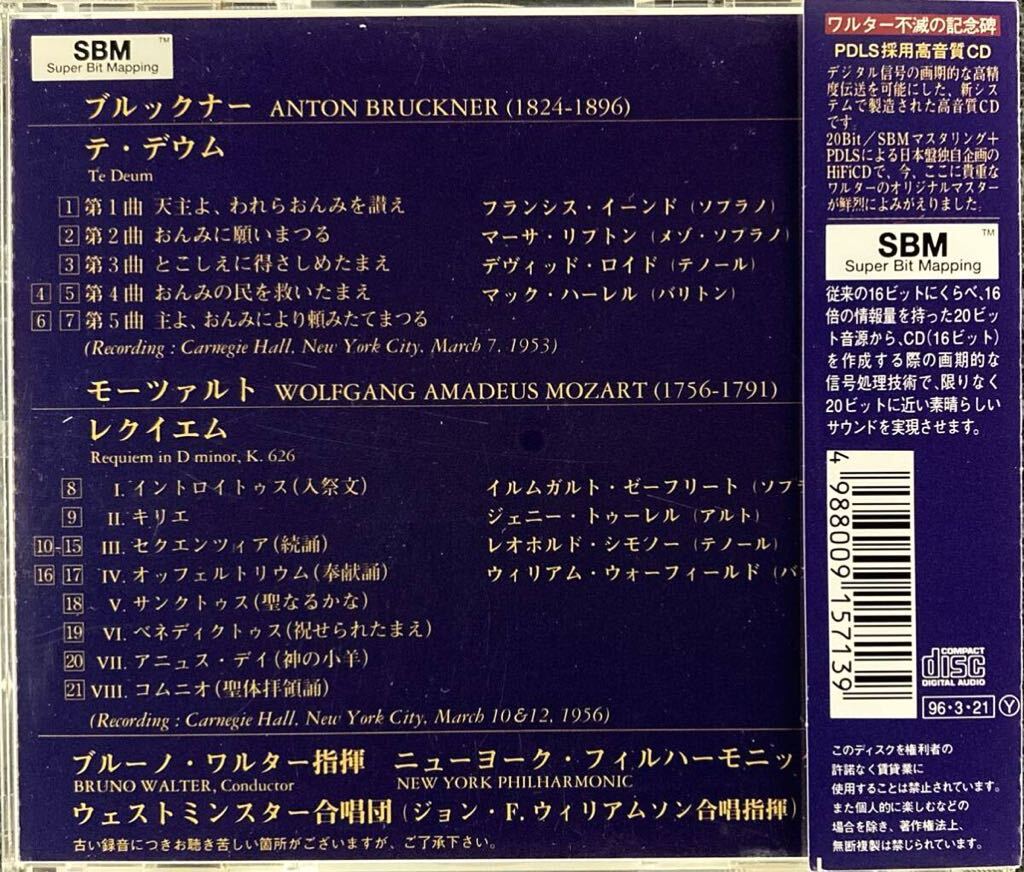 SBM™
Super Bit Mapping
ブルックナー ANTON BRUCKNER (1824-1896)
テ・デウム
Te Deum
1 第1曲 天主よ、われらおんみを讃え フランシス・イーンド(ソプラノ)
2 第2曲 おんみに願いまつる マーサ・リプトン(メゾ・ソプラノ)
3 第3曲 とこしえに得さしめたまえ デヴィッド・ロイド(テノール)
4 5 第4曲 おんみの民を救いたまえ マック・ハーレル(バリトン)
6 7 第5曲 主よ、おんみにより頼みたてまつる
(Recording : Carnegie Hall, New York City, March 7, 1953)
モーツァルト WOLFGANG AMADEUS MOZART (1756-1791)
レクイエム
Requiem in D minor, K. 626
8 I. イントロイトゥス(入祭文) イルムガルト・ゼーフリート(ソプラ
9 II. キリエ ジェニー・トゥーレル(アルト)
10-15 III. セクエンツィア(続誦) レオポルド・シモノー(テノール)
16 17 IV. オッフェルトリウム(奉献誦) ウィリアム・ウォーフィールド(バ
18 V. サンクトゥス(聖なるかな)
19 VI. ベネディクトゥス(祝せられたまえ)
20 VII. アニュス・デイ(神の小羊)
21 VIII. コムニオ(聖体拝領誦)
(Recording : Carnegie Hall, New York City, March 10 & 12, 1956)
ブルーノ・ワルター指揮 ニューヨーク・フィルハーモニッ
BRUNO WALTER, Conductor NEW YORK PHILHARMONIC
ウェストミンスター合唱団(ジョン・F.ウィリアムソン合唱指揮)
古い録音につきお聴き苦しい箇所がございますが、ご了承下さい。
ワルター不滅の記念碑
PDLS採用高音質CD
デジタル信号の画期的な高精
度伝送を可能にした、新シス
テムで製造された高音質CD
です。
20Bit/SBMマスタリング+
PDLSによる日本盤独自企画の
HiFiCDで、今、ここに貴重な
ワルターのオリジナルマスター
が鮮烈によみがえりました。
SBM™
Super Bit Mapping
従来の16ビットにくらべ、16
倍の情報量を持った20ビッ
ト音源から、CD(16ビット)
を作成する際の画期的な
信号処理技術で、限りなく
20ビットに近い素晴らしい
サウンドを実現させます。
4 988009 157139
COMPACT
disc
DIGITAL AUDIO
96・3・21 Y
このディスクを権利者の
許諾なく賃貸業に
使用することは禁止されています。
また個人的に楽しむなどの
場合を除き、著作権法上、
無断複製は禁じられています。